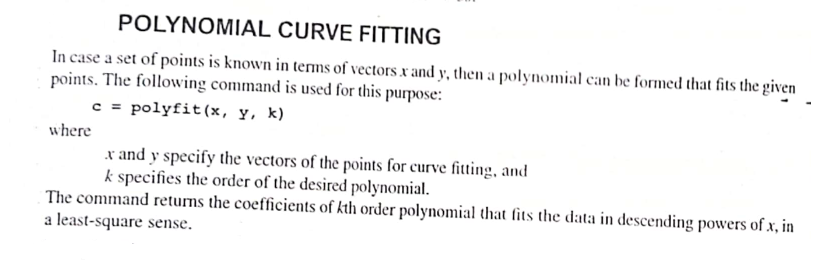 POLYNOMIAL CURVE FITTING
In case a set of points is known in terms of vectors x and y, then a polynomial can be formed that fits the given
points. The following command is used for this purpose:
c = polyfit(x, y, k)
where
x and y specify the vectors of the points for curve fitting, and
k specifies the order of the desired polynomial.
The command returns the coefficients of kth order polynomial that fits the data in descending powers of x, in
a least-square sense.